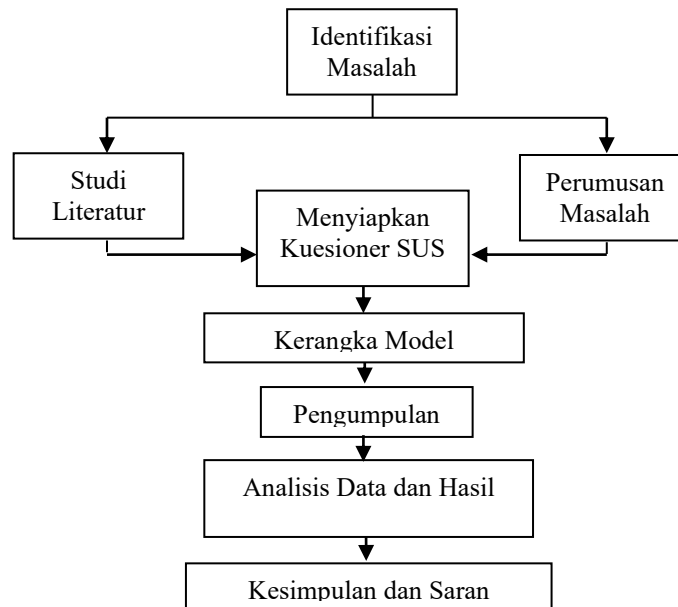 Identifikasi
Masalah
Studi
Literatur
Perumusan
Masalah
Menyiapkan
Kuesioner SUS
Kerangka Model
Pengumpulan
Analisis Data dan Hasil
Kesimpulan dan Saran